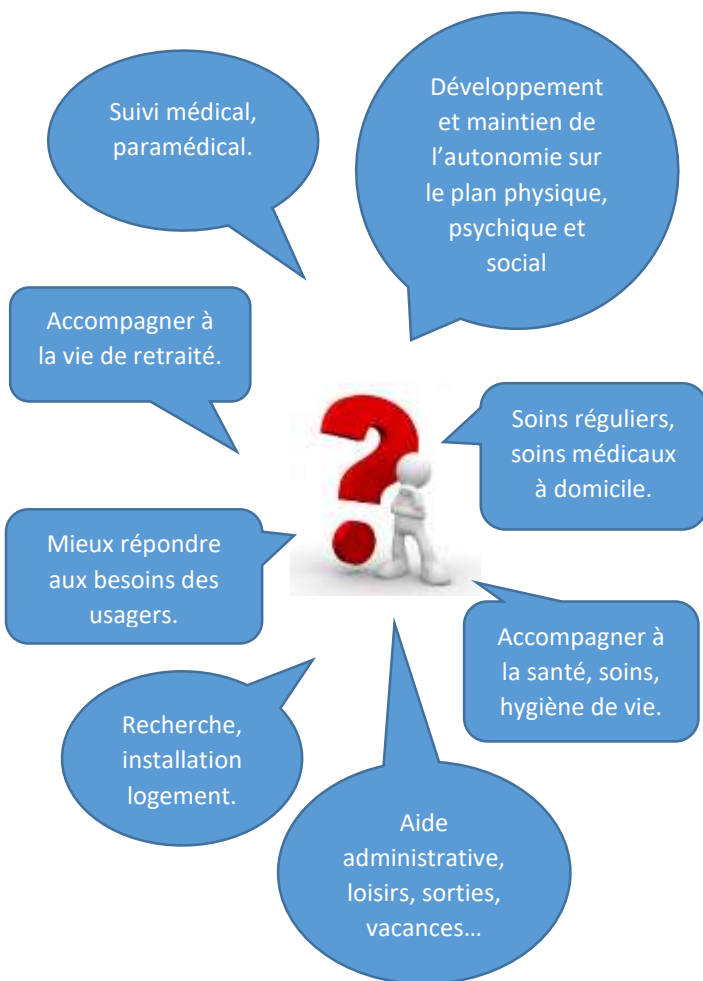 Suivi médical,
paramédical.
Développement
et maintien de
l’autonomie sur
le plan physique,
psychique et
social
Accompagner à
la vie de retraité.
Soins réguliers,
soins médicaux
à domicile.
Mieux répondre
aux besoins des
usagers.
Accompagner à
la santé, soins,
hygiène de vie.
Recherche,
installation
logement.
Aide
administrative,
loisirs, sorties,
vacances…